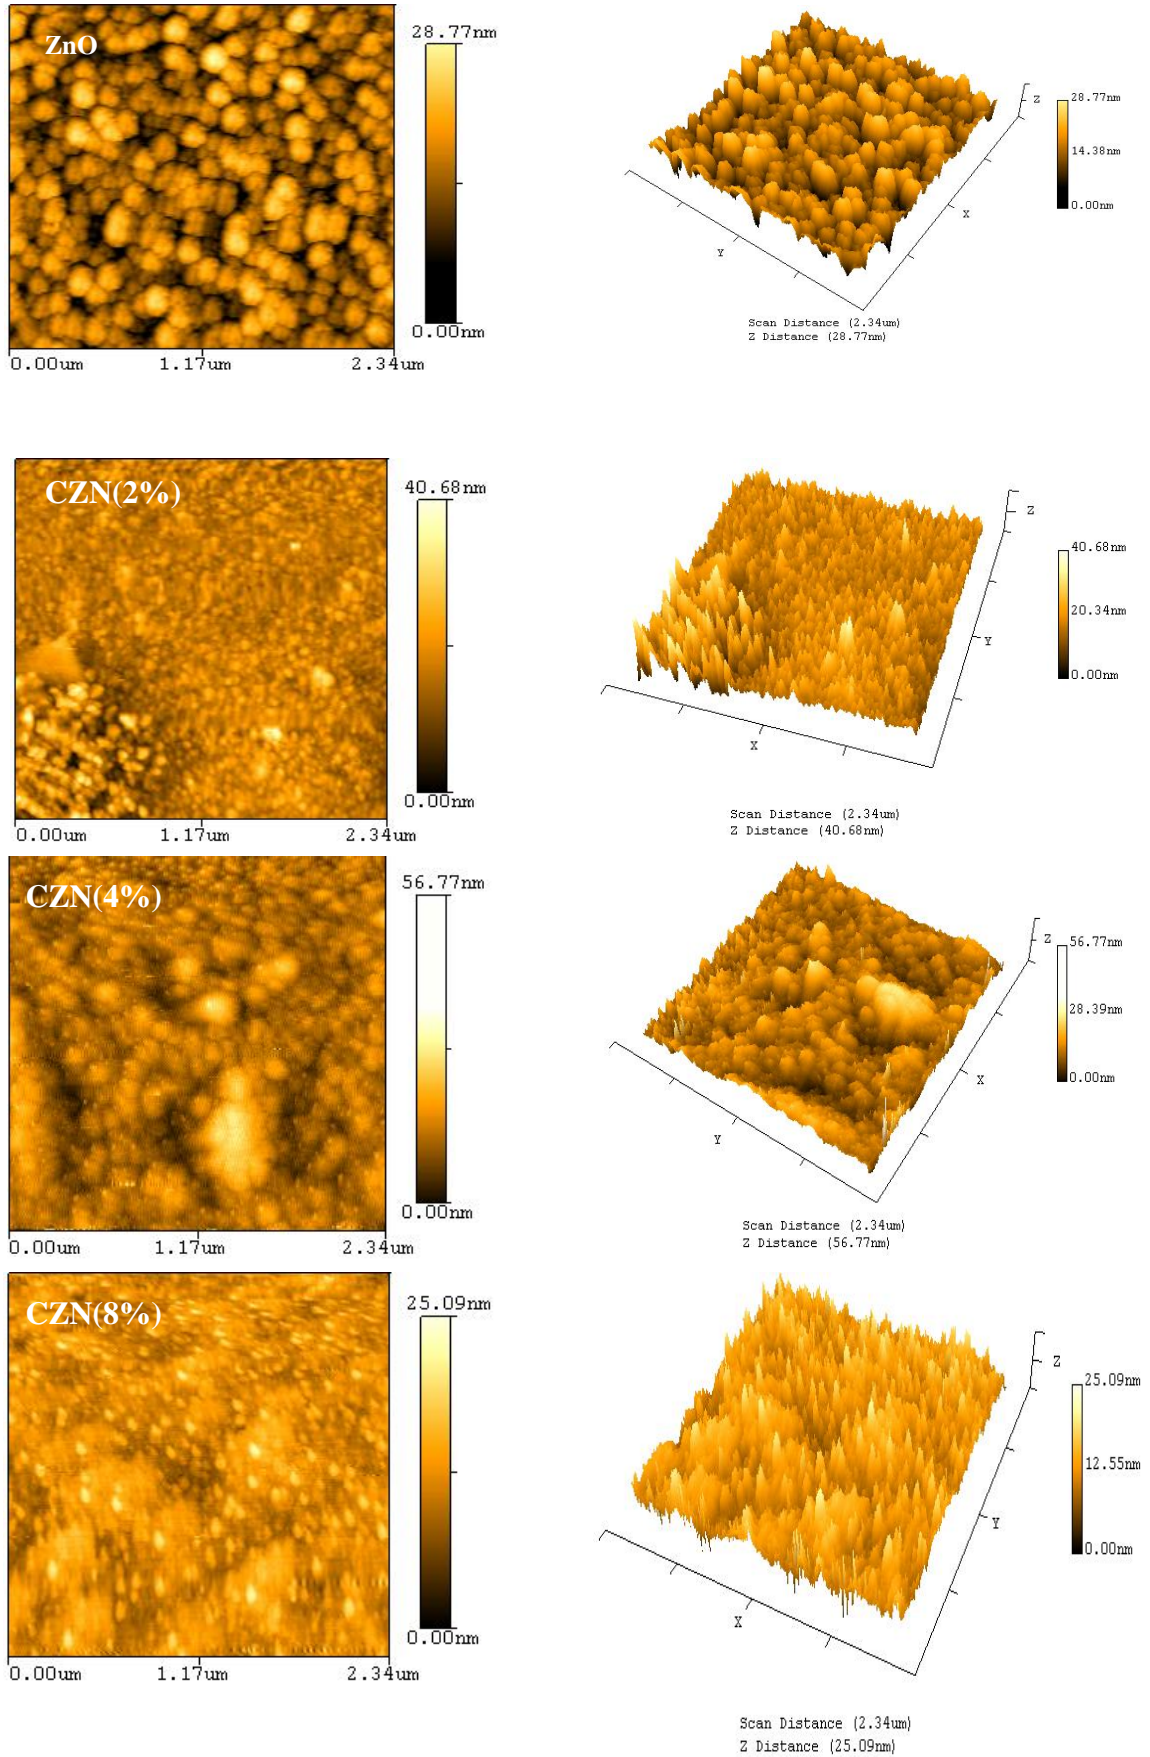 ZnO
28.77nm
0.00nm
0.00um 1.17um 2.34um
Z
28.77nm
14.38nm
0.00nm
X
Y
Scan Distance (2.34um)
Z Distance (28.77nm)
CZN(2%)
40.68nm
0.00nm
0.00um 1.17um 2.34um
Z
40.68nm
20.34nm
0.00nm
Y
X
Scan Distance (2.34um)
Z Distance (40.68nm)
CZN(4%)
56.77nm
0.00nm
0.00um 1.17um 2.34um
Z
56.77nm
28.39nm
0.00nm
X
Y
Scan Distance (2.34um)
Z Distance (56.77nm)
CZN(8%)
25.09nm
0.00nm
0.00um 1.17um 2.34um
Z
25.09nm
12.55nm
0.00nm
Y
X
Scan Distance (2.34um)
Z Distance (25.09nm)